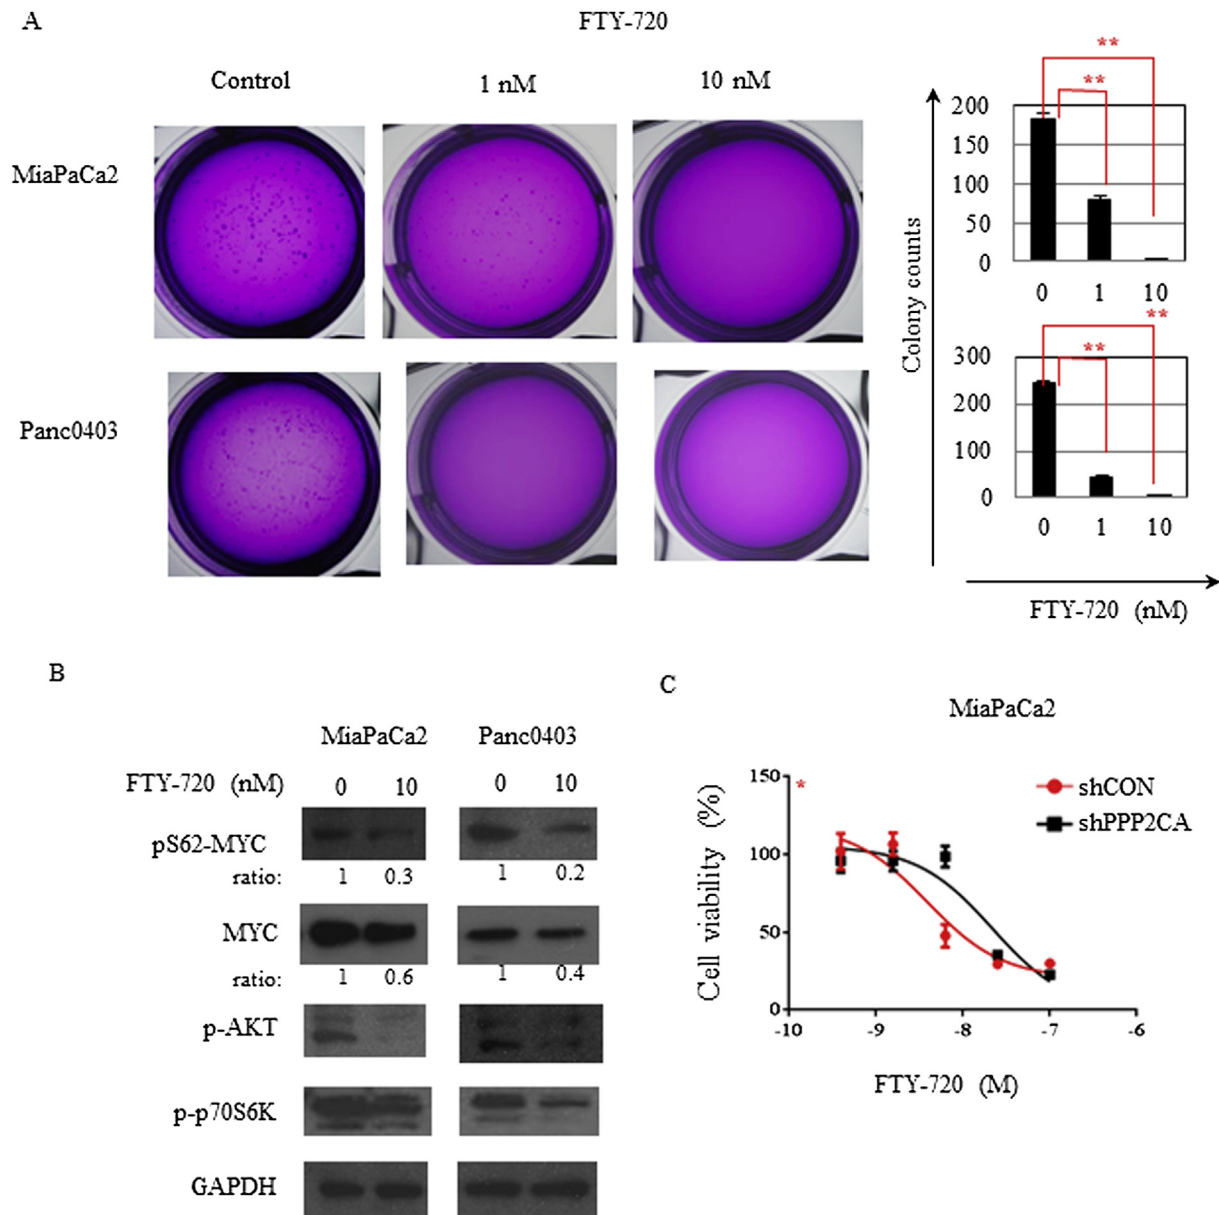 A
FTY-720
Control
1 nM
10 nM
MiaPaCa2
Panc0403
Colony counts
**
**
200
150
100
50
0
0 1 10
**
**
300
200
100
0
0 1 10
FTY-720 (nM)
B
MiaPaCa2 Panc0403
FTY-720 (nM) 0 10 0 10
pS62-MYC
ratio: 1 0.3 1 0.2
MYC
ratio: 1 0.6 1 0.4
p-AKT
p-p70S6K
GAPDH
C
MiaPaCa2
*
shCON
shPPP2CA
Cell viability (%)
150
100
50
0
-10 -9 -8 -7 -6
FTY-720 (M)